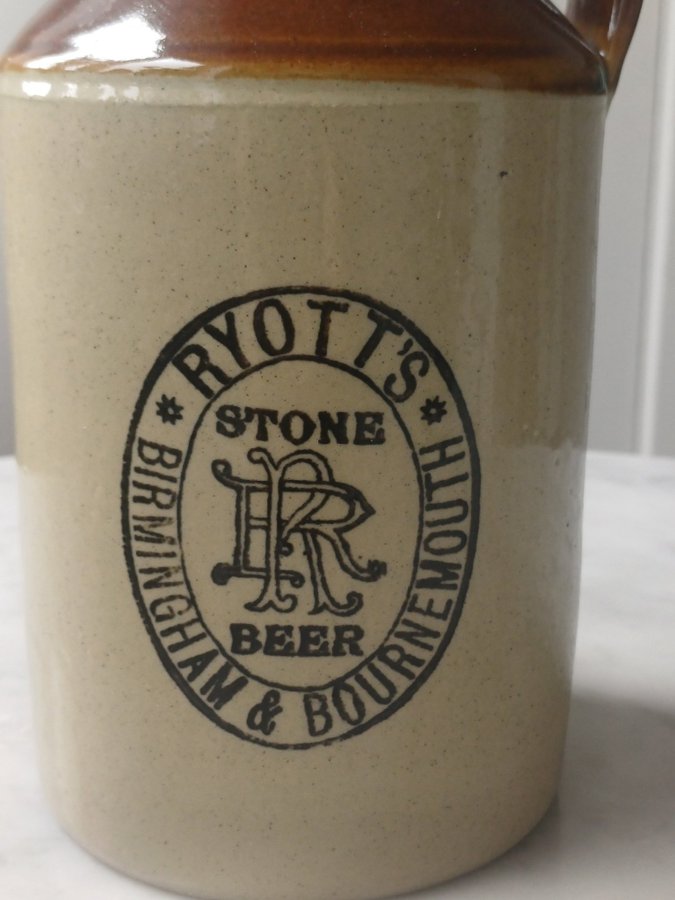 RYOTT'S
STONE
BEER
BIRMINGHAM & BOURNEMOUTH